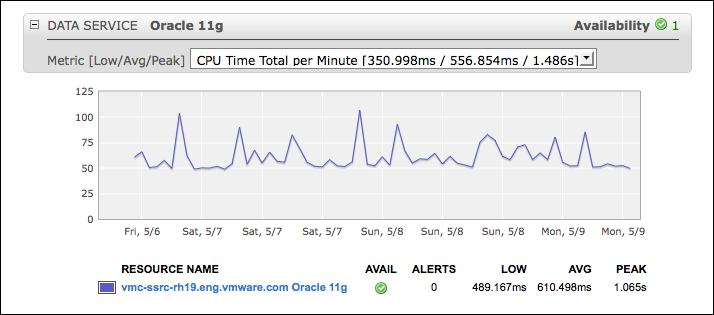 DATA SERVICE Oracle 11g Availability 1
Metric [Low/Avg/Peak] CPU Time Total per Minute [350.998ms / 556.854ms / 1.486s]
125
100
75
50
25
0
Fri, 5/6 Sat, 5/7 Sat, 5/7 Sat, 5/7 Sun, 5/8 Sun, 5/8 Sun, 5/8 Mon, 5/9 Mon, 5/9
RESOURCE NAME AVAIL ALERTS LOW AVG PEAK
vmc-ssrc-rh19.eng.vmware.com Oracle 11g 0 489.167ms 610.498ms 1.065s